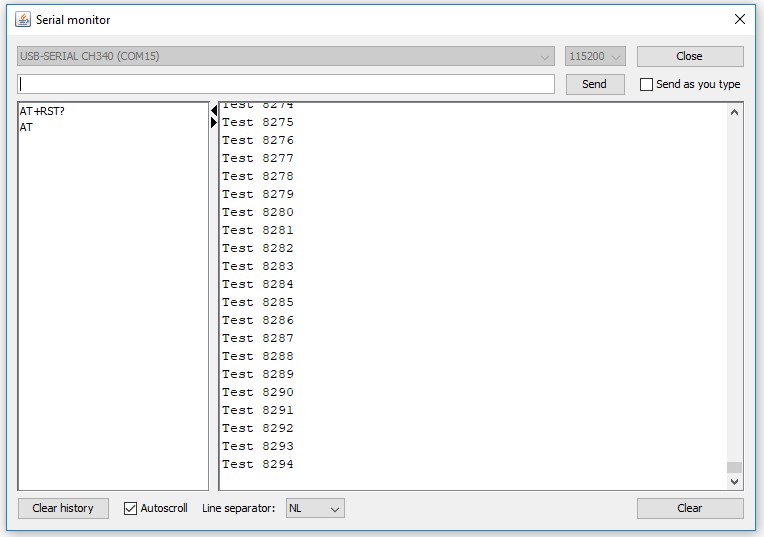 Serial monitor
USB-SERIAL CH340 (COM15) 115200 Close
Send Send as you type
AT+RST?
AT
Test 8274
Test 8275
Test 8276
Test 8277
Test 8278
Test 8279
Test 8280
Test 8281
Test 8282
Test 8283
Test 8284
Test 8285
Test 8286
Test 8287
Test 8288
Test 8289
Test 8290
Test 8291
Test 8292
Test 8293
Test 8294
Clear history Autoscroll Line separator: NL Clear